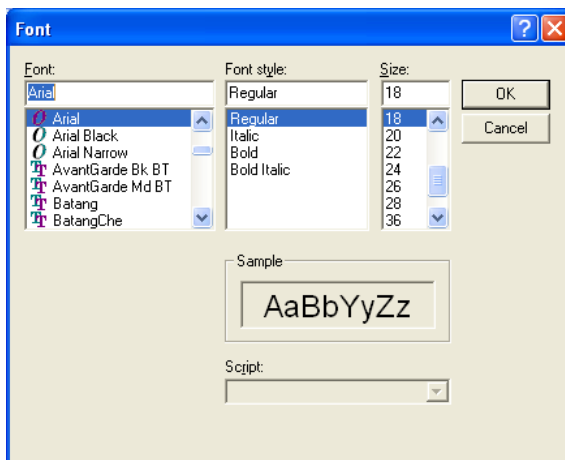 Font
Font:
Font style:
Size:
Arial
Regular
18
OK
Cancel
Arial
Arial Black
Arial Narrow
AvantGarde Bk BT
AvantGarde Md BT
Batang
BatangChe
Regular
Italic
Bold
Bold Italic
18
20
22
24
26
28
36
Sample
AaBbYyZz
Script: